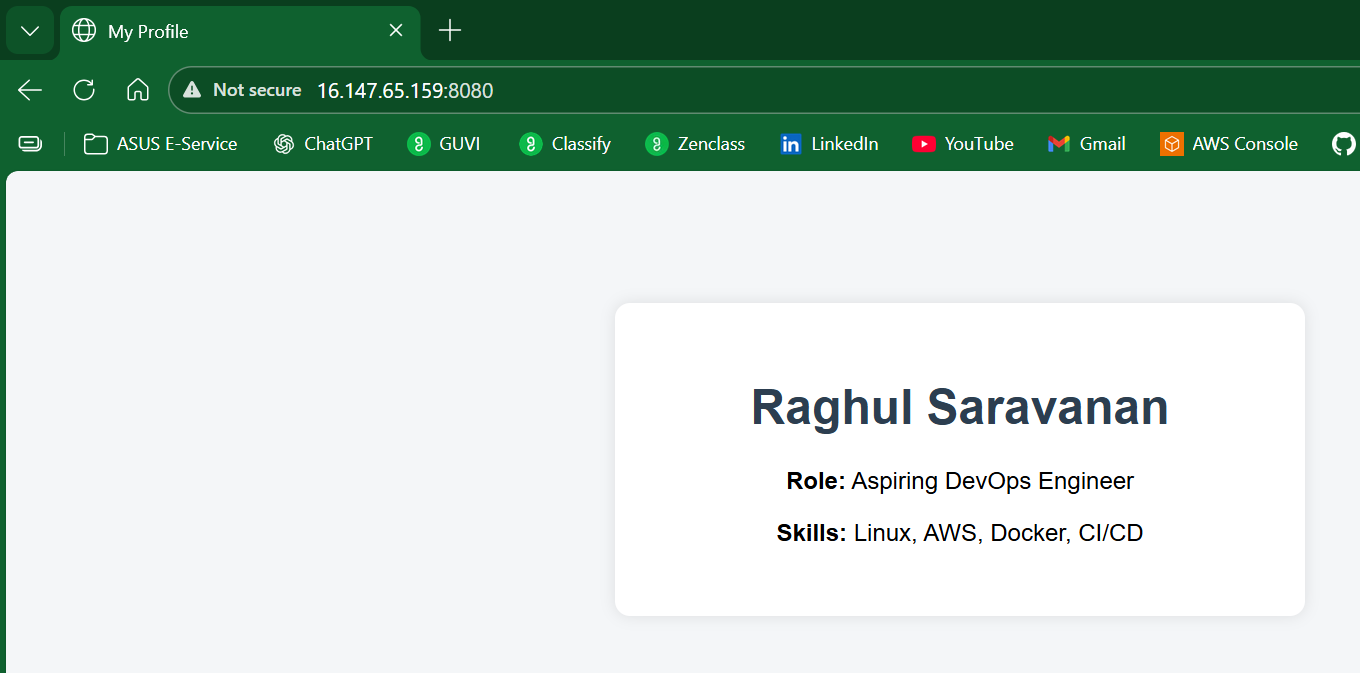 My Profile
Not secure 16.147.65.159:8080
ASUS E-Service ChatGPT GUVI Classify Zenclass LinkedIn YouTube Gmail AWS Console
Raghul Saravanan
Role: Aspiring DevOps Engineer
Skills: Linux, AWS, Docker, CI/CD